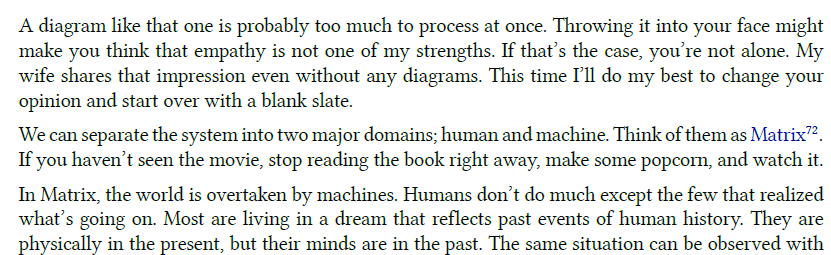 A diagram like that one is probably too much to process at once. Throwing it into your face might
make you think that empathy is not one of my strengths. If that’s the case, you’re not alone. My
wife shares that impression even without any diagrams. This time I’ll do my best to change your
opinion and start over with a blank slate.
We can separate the system into two major domains; human and machine. Think of them as Matrix⁷².
If you haven’t seen the movie, stop reading the book right away, make some popcorn, and watch it.
In Matrix, the world is overtaken by machines. Humans don’t do much except the few that realized
what’s going on. Most are living in a dream that reflects past events of human history. They are
physically in the present, but their minds are in the past. The same situation can be observed with